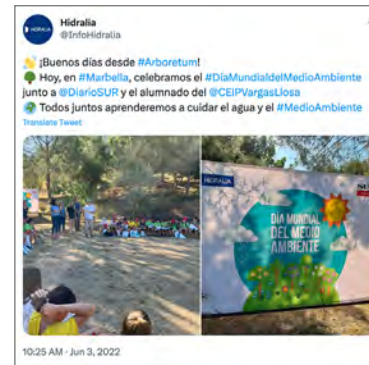 Hidralia
@InfoHidralia
¡Buenos días desde #Arboretum!
Hoy, en #Marbella, celebramos el #DíaMundialdelMedioAmbiente
junto a @DiarioSUR y el alumnado del @CEIPVargasLlosa
Todos juntos aprenderemos a cuidar el agua y el #MedioAmbiente
Translate Tweet
HIDRALIA
DÍA MUNDIAL
DEL MEDIO
AMBIENTE
10:25 AM · Jun 3, 2022